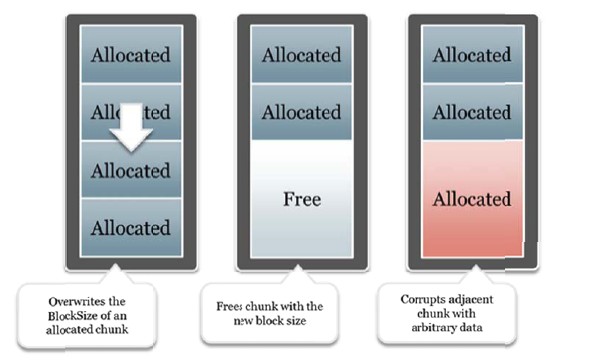 Allocated
Allocated
Allocated
Allocated
Allocated
Allocated
Free
Allocated
Allocated
Allocated
Overwrites the
BlockSize of an
allocated chunk
Frees chunk with the
new block size
Corrupts adjacent
chunk with
arbitrary data